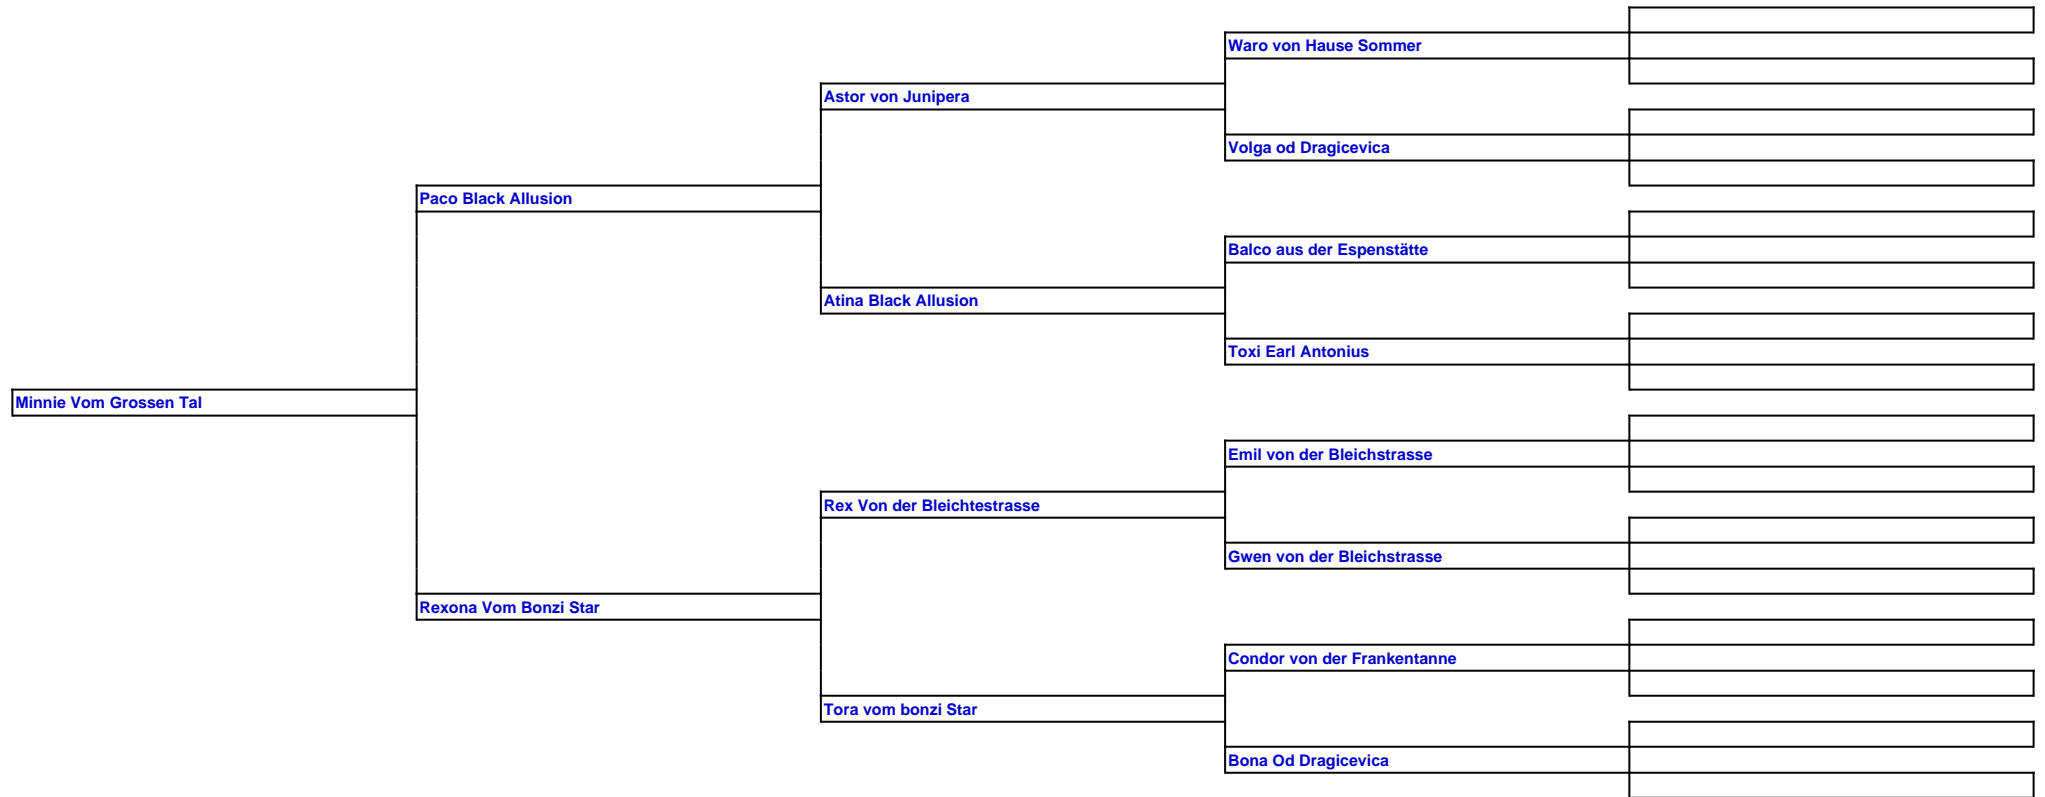 Waro von Hause Sommer
Astor von Junipera
Volga od Dragicevica
Paco Black Allusion
Balco aus der Espenstätte
Atina Black Allusion
Toxi Earl Antonius
Minnie Vom Grossen Tal
Emil von der Bleichstrasse
Rex Von der Bleichtestrasse
Gwen von der Bleichstrasse
Rexona Vom Bonzi Star
Condor von der Frankentanne
Tora vom bonzi Star
Bona Od Dragicevica